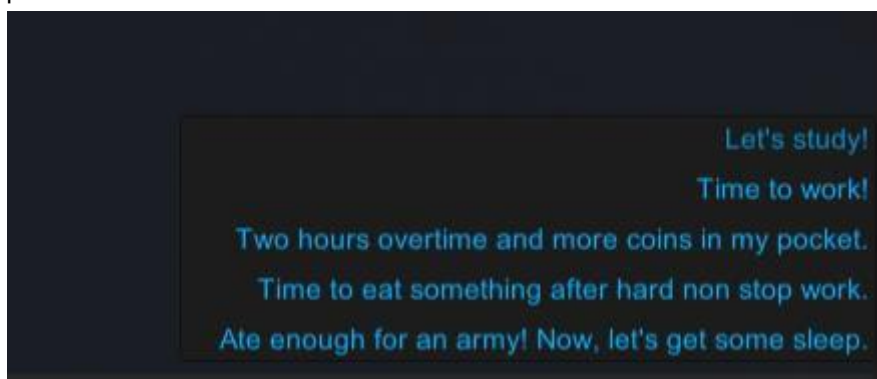 Let's study!
Time to work!
Two hours overtime and more coins in my pocket.
Time to eat something after hard non stop work.
Ate enough for an army! Now, let's get some sleep.